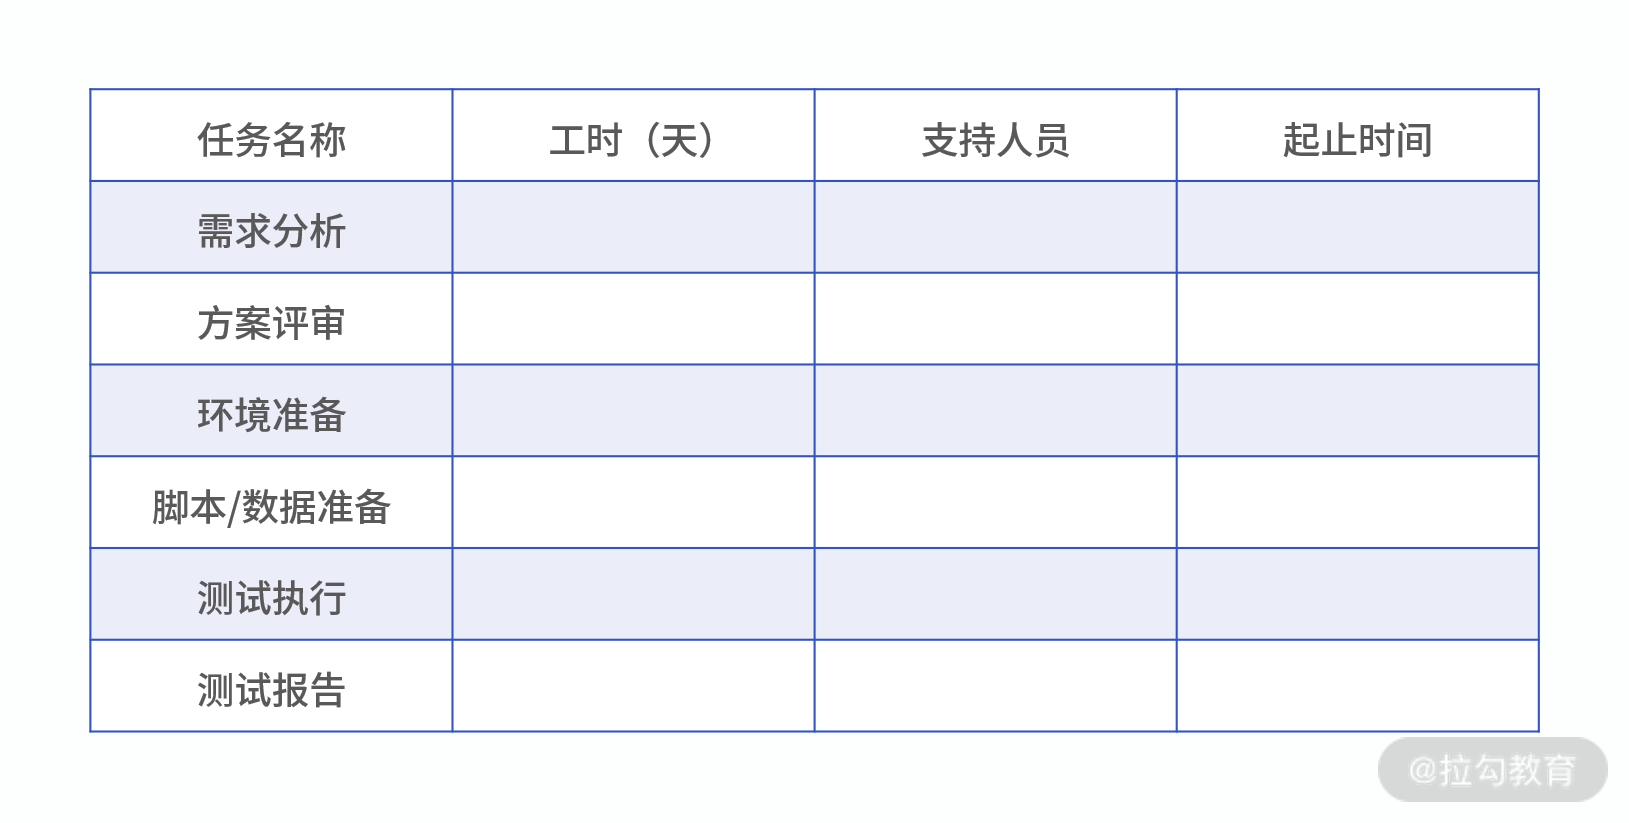 任务名称 工时（天） 支持人员 起止时间
需求分析
方案评审
环境准备
脚本/数据准备
测试执行
测试报告
@拉勾教育